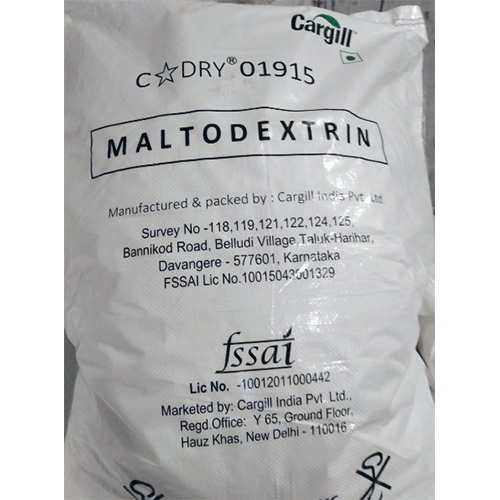 Cargill
C☆DRY® 01915
MALTODEXTRIN
Manufactured & packed by : Cargill India Pvt. Ltd.
Survey No -118,119,121,122,124,125,
Bannikod Road, Belludi Village,Taluk-Harihar,
Davangere - 577601, Karnataka
FSSAI Lic No.10015043001329
fssai
Lic No. -10012011000442
Marketed by: Cargill India Pvt. Ltd.,
Regd.Office: Y 65, Ground Floor,
Hauz Khas, New Delhi - 110016